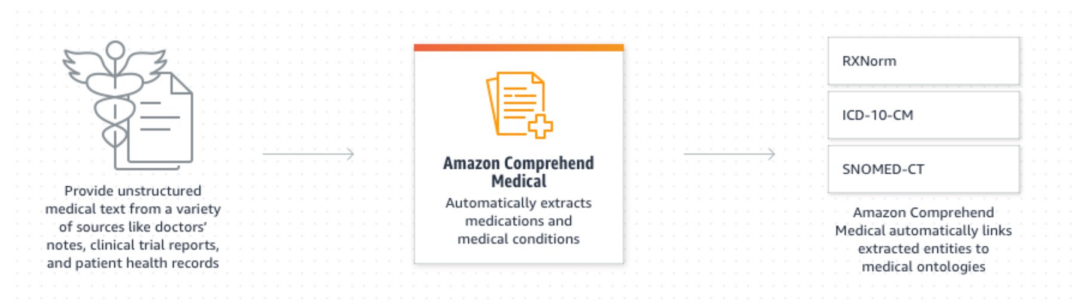 Provide unstructured
medical text from a variety
of sources like doctors'
notes, clinical trial reports,
and patient health records
Amazon Comprehend
Medical
Automatically extracts
medications and
medical conditions
RXNorm
ICD-10-CM
SNOMED-CT
Amazon Comprehend
Medical automatically links
extracted entities to
medical ontologies